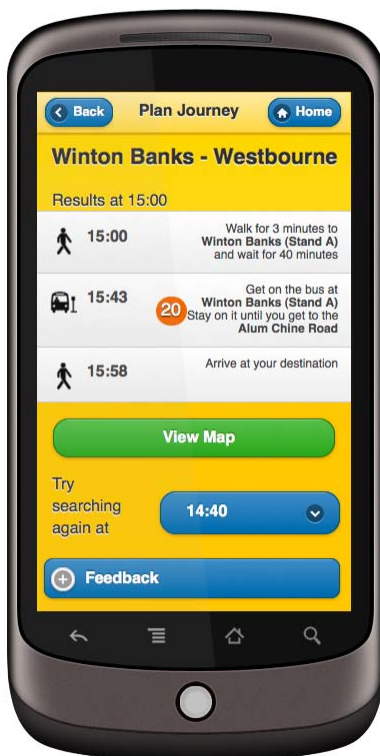 Back Plan Journey Home
Winton Banks - Westbourne
Results at 15:00
15:00 Walk for 3 minutes to
Winton Banks (Stand A)
and wait for 40 minutes
15:43 Get on the bus at
20 Winton Banks (Stand A)
Stay on it until you get to the
Alum Chine Road
15:58 Arrive at your destination
View Map
Try
searching
again at
14:40
Feedback